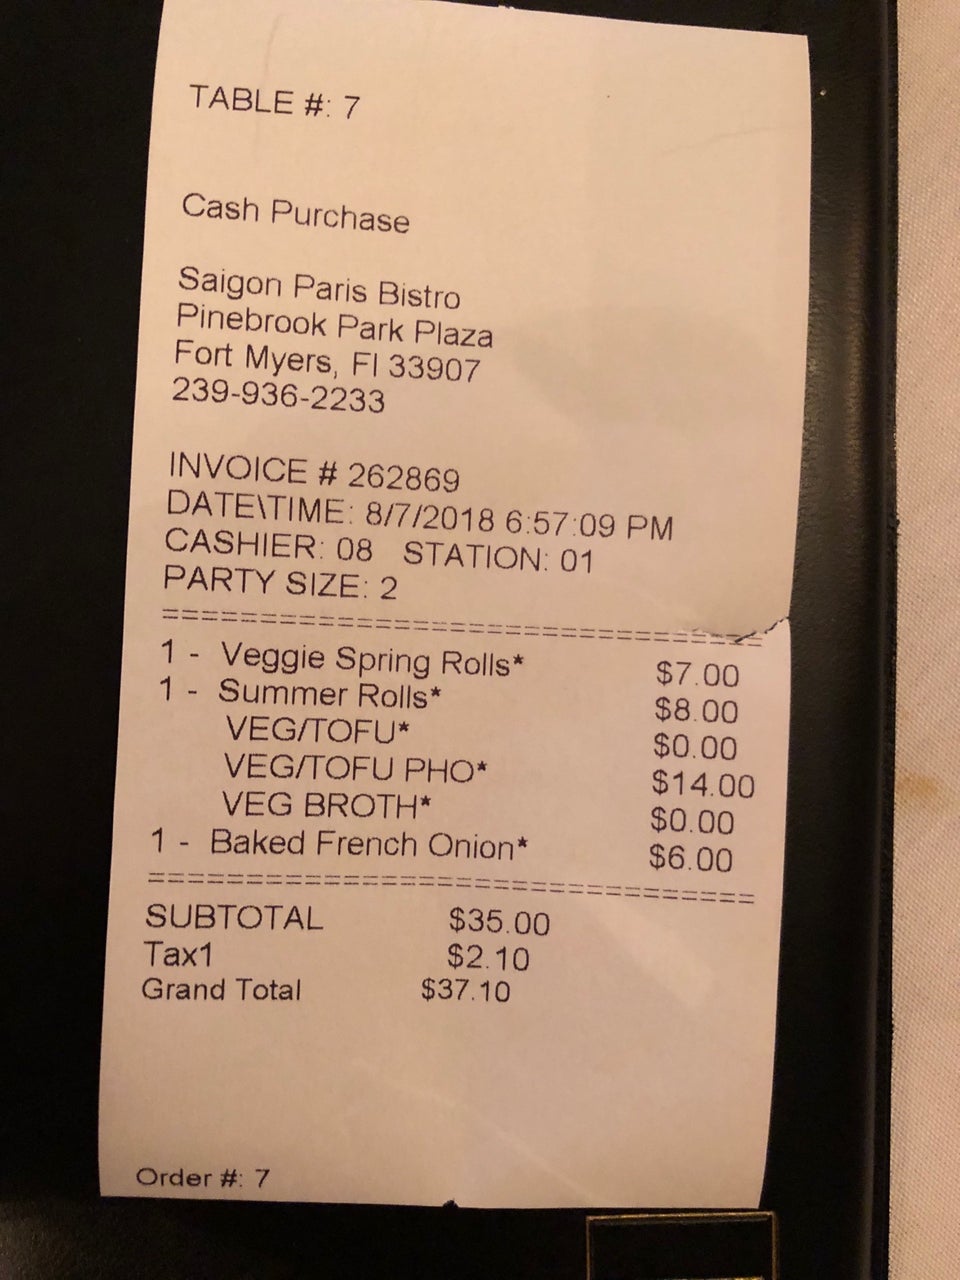 TABLE #: 7
Cash Purchase
Saigon Paris Bistro
Pinebrook Park Plaza
Fort Myers, Fl 33907
239-936-2233
INVOICE # 262869
DATE\TIME: 8/7/2018 6:57:09 PM
CASHIER: 08 STATION: 01
PARTY SIZE: 2
========================================
1 - Veggie Spring Rolls* $7.00
1 - Summer Rolls* $8.00
VEG/TOFU* $0.00
VEG/TOFU PHO* $14.00
VEG BROTH* $0.00
1 - Baked French Onion* $6.00
========================================
SUBTOTAL $35.00
Tax1 $2.10
Grand Total $37.10
Order #: 7